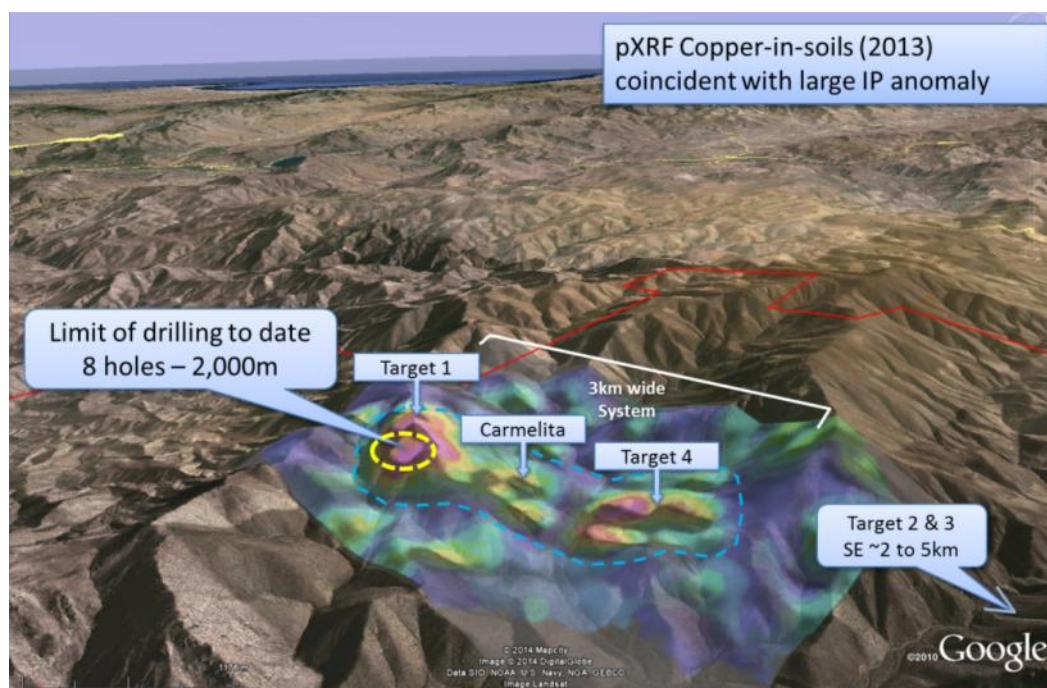 pXRF Copper-in-soils (2013)
coincident with large IP anomaly
Limit of drilling to date
8 holes – 2,000m
Target 1
3km wide
System
Carmelita
Target 4
Target 2 & 3
SE ~2 to 5km
© 2014 Mapcity
Image © 2014 DigitalGlobe
Data SIO, NOAA, U.S. Navy, NGA, GEBCO
Image Landsat
©2010 Google